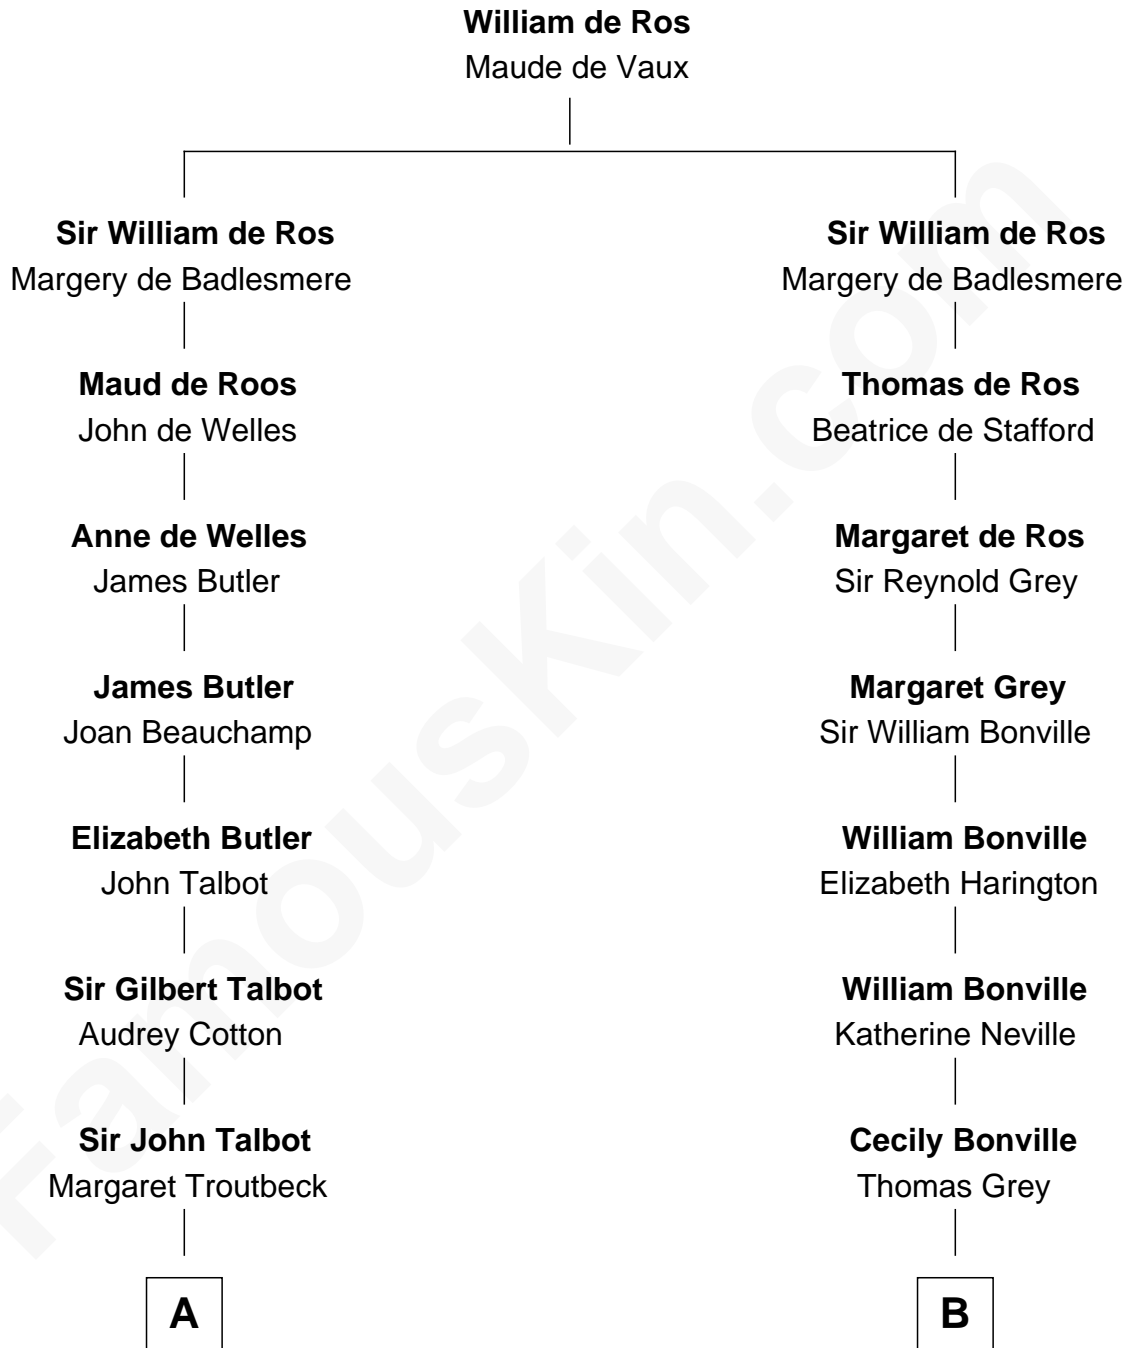 William de Ros
Maude de Vaux
Sir William de Ros
Margery de Badlesmere
Maud de Roos
John de Welles
Anne de Welles
James Butler
James Butler
Joan Beauchamp
Elizabeth Butler
John Talbot
Sir Gilbert Talbot
Audrey Cotton
Sir John Talbot
Margaret Troutbeck
A
Sir William de Ros
Margery de Badlesmere
Thomas de Ros
Beatrice de Stafford
Margaret de Ros
Sir Reynold Grey
Margaret Grey
Sir William Bonville
William Bonville
Elizabeth Harington
William Bonville
Katherine Neville
Cecily Bonville
Thomas Grey
B
FamousKin.com